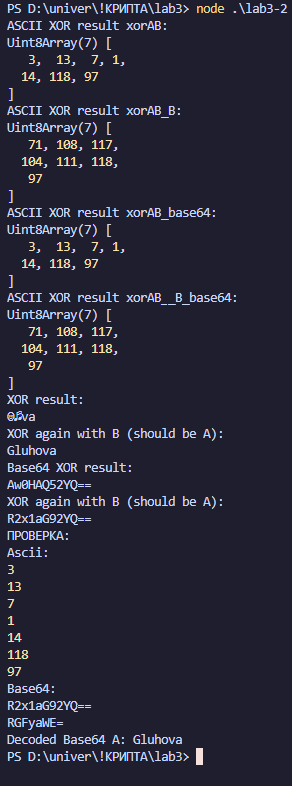 PS D:\univer\!КРИПТА\lab3> node .\lab3-2
ASCII XOR result xorAB:
Uint8Array(7) [
3, 13, 7, 1,
14, 118, 97
]
ASCII XOR result xorAB_B:
Uint8Array(7) [
71, 108, 117,
104, 111, 118,
97
]
ASCII XOR result xorAB_base64:
Uint8Array(7) [
3, 13, 7, 1,
14, 118, 97
]
ASCII XOR result xorAB__B_base64:
Uint8Array(7) [
71, 108, 117,
104, 111, 118,
97
]
XOR result:
va
XOR again with B (should be A):
Gluhova
Base64 XOR result:
Aw0HAQ52YQ==
XOR again with B (should be A):
R2x1aG92YQ==
ПРОВЕРКА:
Ascii:
3
13
7
1
14
118
97
Base64:
R2x1aG92YQ==
RGFyaWE=
Decoded Base64 A: Gluhova
PS D:\univer\!КРИПТА\lab3>